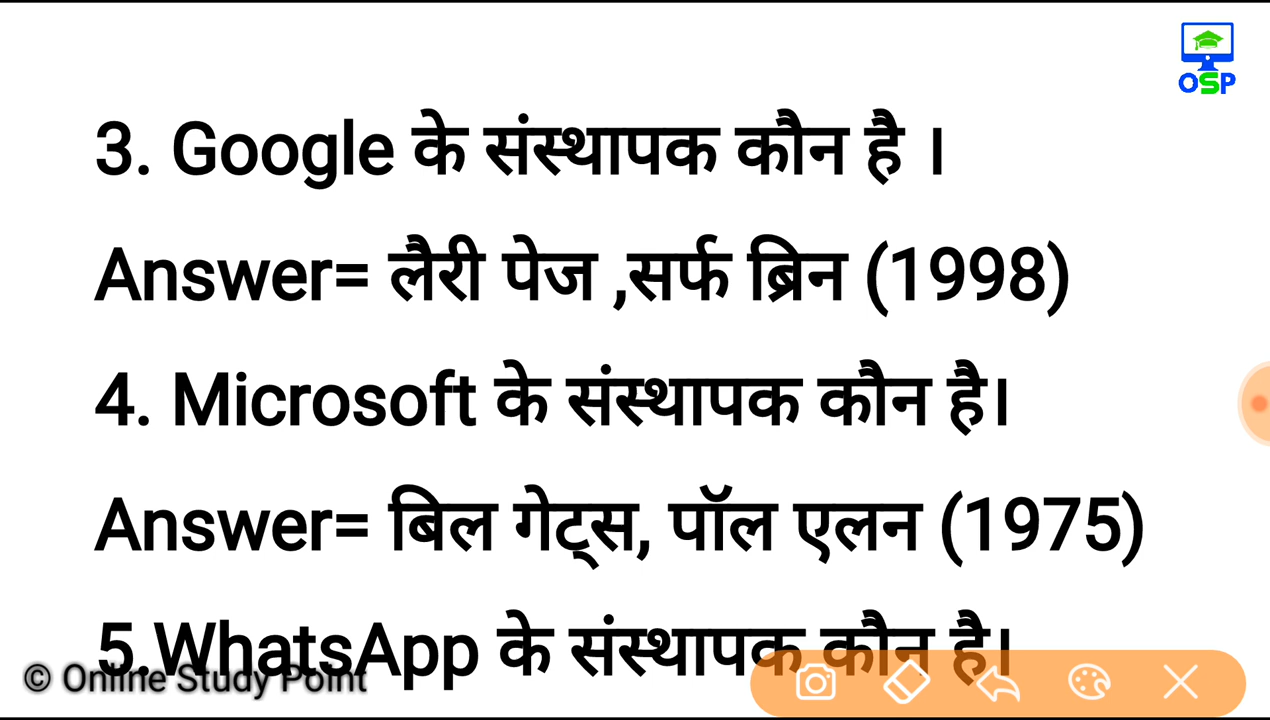 OSP
3. Google के संस्थापक कौन है ।
Answer= लैरी पेज ,सर्फ ब्रिन (1998)
4. Microsoft के संस्थापक कौन है।
Answer= बिल गेट्स, पॉल एलन (1975)
5.WhatsApp के संस्थापक कौन है।
© Online Study Point